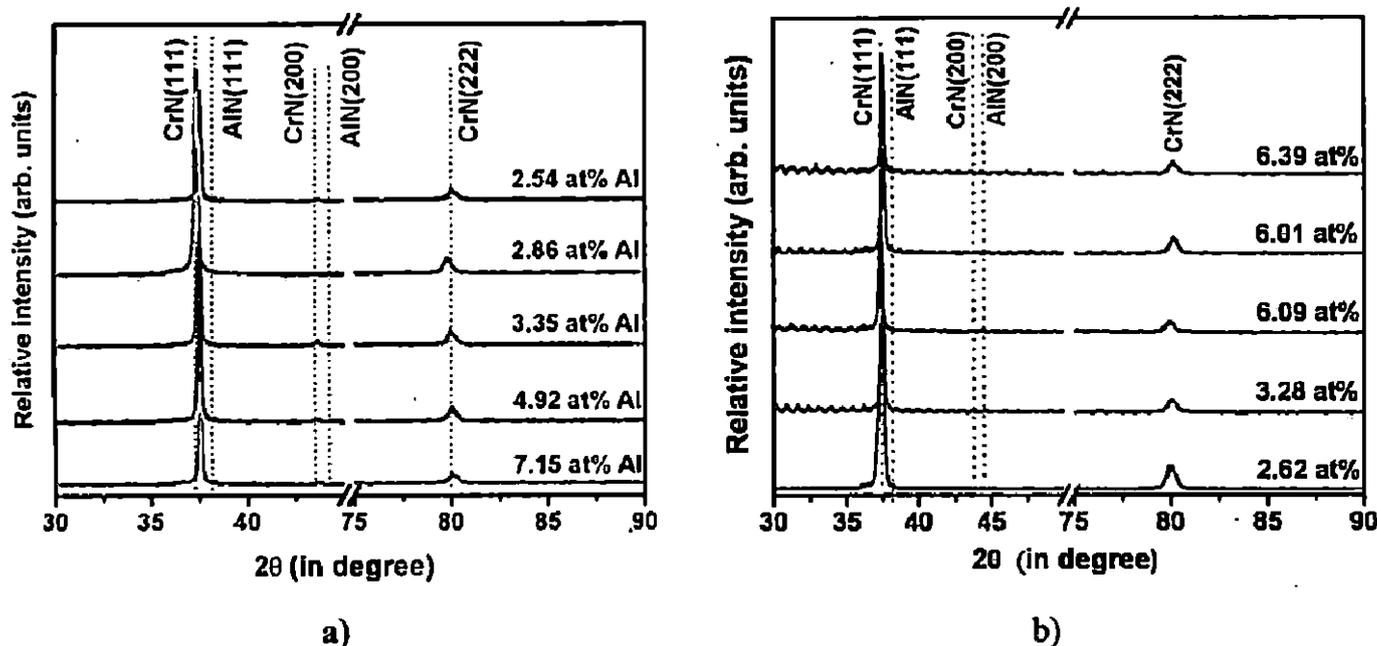 Relative intensity (arb. units)
CrN(111)
AlN(111)
CrN(200)
AlN(200)
CrN(222)
2.54 at% Al
2.86 at% Al
3.35 at% Al
4.92 at% Al
7.15 at% Al
30 35 40 75 80 85 90
2θ (in degree)
a)
Relative intensity (arb. units)
CrN(111)
AlN(111)
CrN(200)
AlN(200)
CrN(222)
6.39 at%
6.01 at%
6.09 at%
3.28 at%
2.62 at%
30 35 40 45 75 80 85 90
2θ (in degree)
b)